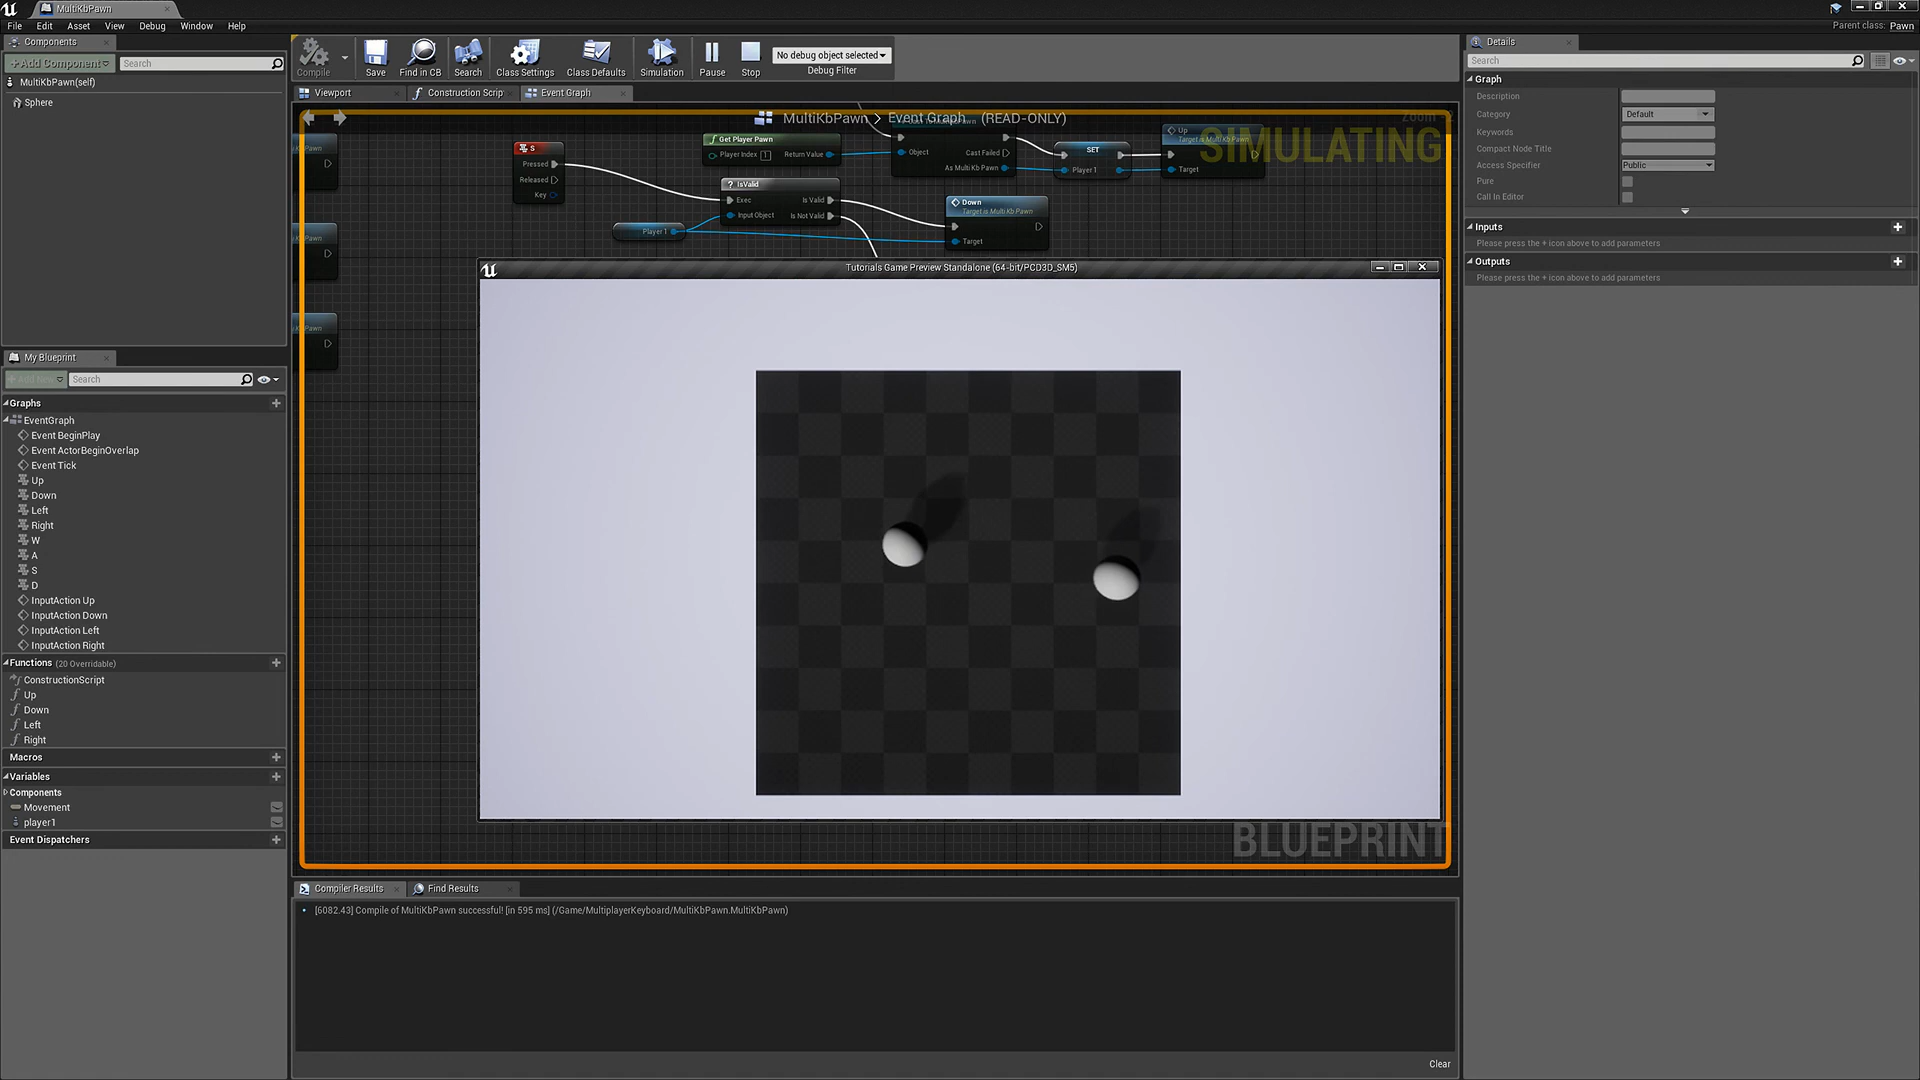 MultiKbPawn
File Edit Asset View Debug Window Help
Parent class: Pawn
Components
+Add Component
Search
MultiKbPawn(self)
Sphere
Compile
Save
Find in CB
Search
Class Settings
Class Defaults
Simulation
Pause
Stop
No debug object selected
Debug Filter
Viewport
Construction Scrip
Event Graph
MultiKbPawn > Event Graph (READ-ONLY)
Zoom
SIMULATING
S
Pressed
Released
Key
Get Player Pawn
Player Index 1
Return Value
Object
Cast Failed
As Multi Kb Pawn
SET
Player 1
Up
Target is Multi Kb Pawn
Target
IsValid
Exec
Is Valid
Input Object
Is Not Valid
Player 1
Down
Target is Multi Kb Pawn
Target
Tutorials Game Preview Standalone (64-bit/PCD3D_SM5)
BLUEPRINT
My Blueprint
+Add New
Search
Graphs
EventGraph
Event BeginPlay
Event ActorBeginOverlap
Event Tick
Up
Down
Left
Right
W
A
S
D
InputAction Up
InputAction Down
InputAction Left
InputAction Right
Functions (20 Overridable)
ConstructionScript
Up
Down
Left
Right
Macros
Variables
Components
Movement
player1
Event Dispatchers
Compiler Results
Find Results
[6082.43] Compile of MultiKbPawn successful! [in 595 ms] (/Game/MultiplayerKeyboard/MultiKbPawn.MultiKbPawn)
Clear
Details
Search
Graph
Description
Category
Default
Keywords
Compact Node Title
Access Specifier
Public
Pure
Call In Editor
Inputs
Please press the + icon above to add parameters
Outputs
Please press the + icon above to add parameters